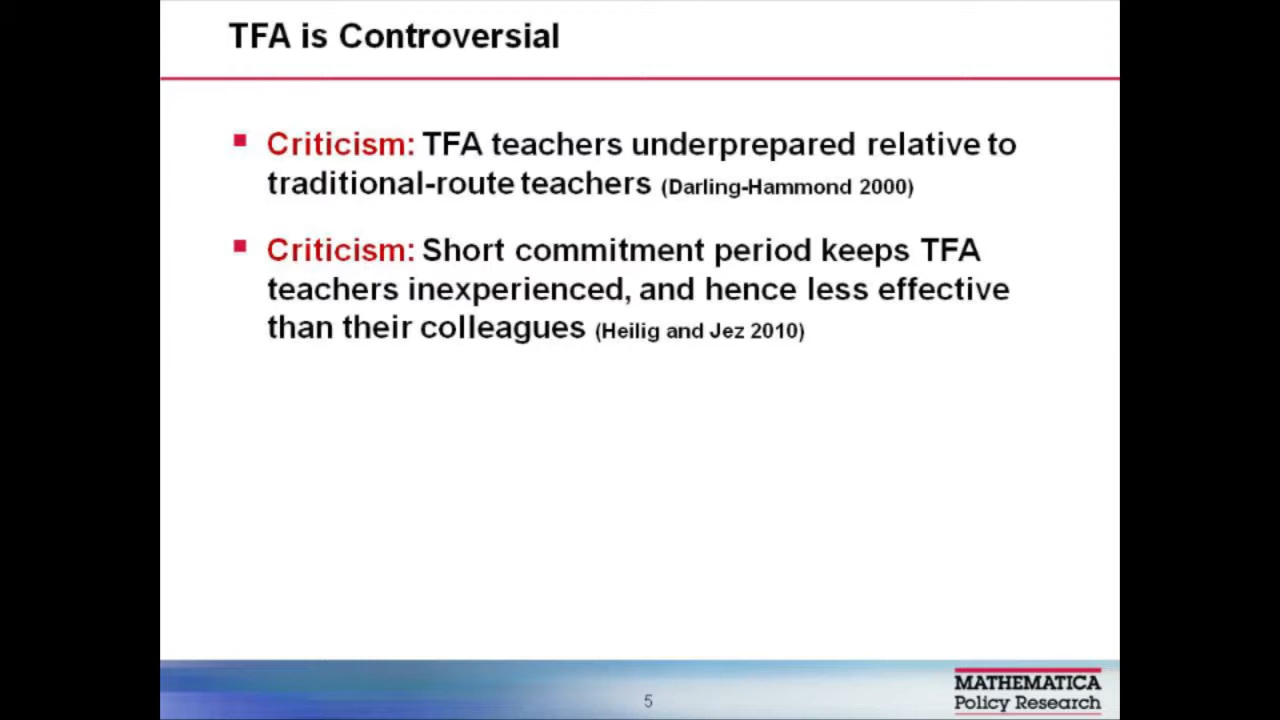 TFA is Controversial
Criticism: TFA teachers underprepared relative to
traditional-route teachers (Darling-Hammond 2000)
Criticism: Short commitment period keeps TFA
teachers inexperienced, and hence less effective
than their colleagues (Heilig and Jez 2010)
5
MATHEMATICA
Policy Research